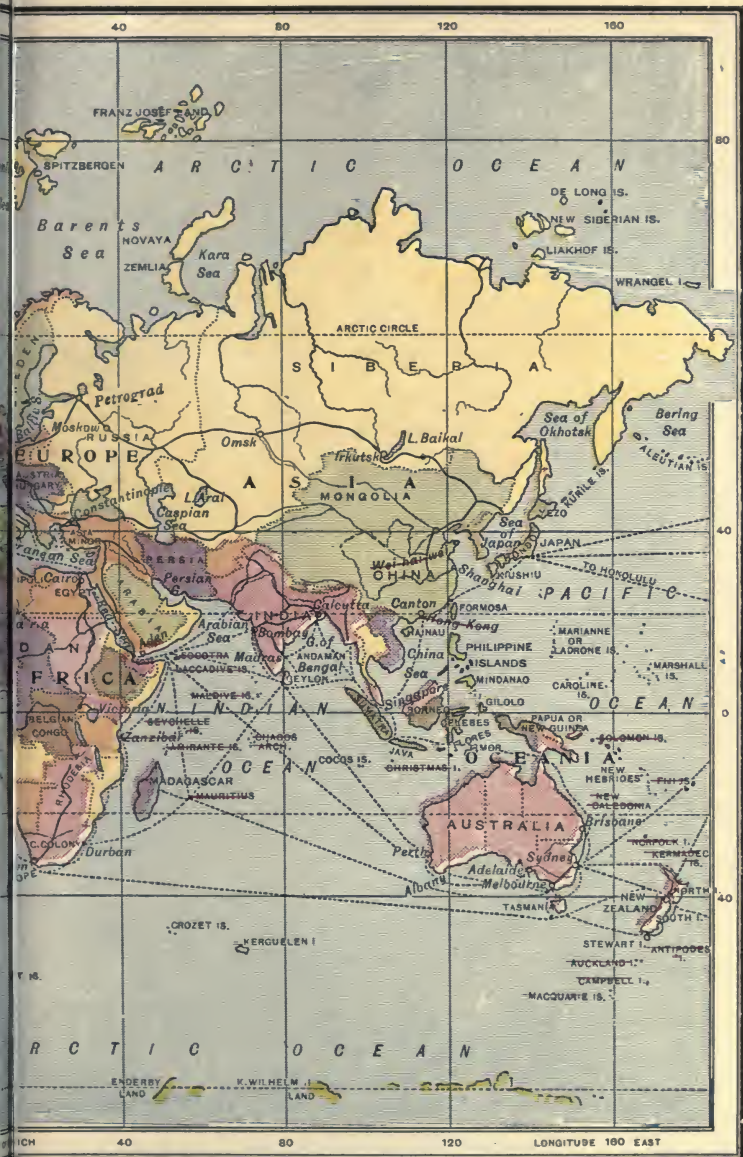 40 80 120 160
FRANZ JOSEF LAND
80
SPITZBERGEN
ARCTIC OCEAN
DE LONG IS.
NEW SIBERIAN IS.
LIAKHOF IS.
Barents
Sea
NOVAYA
ZEMLIA
Kara
Sea
WRANGEL I.
ARCTIC CIRCLE
SIBERIA
EDEN
Baltic
Petrograd
Moskow
RUSSIA
Omsk
L. Baikal
Irkutsk
Sea of
Okhotsk
Bering
Sea
ALEUTIAN IS.
EUROPE
ASIA
MONGOLIA
KURILE IS.
Constantinople
L. Aral
Caspian
Sea
YEZO
ASIA
MINOR
Sea
of
Japan
JAPAN
40
PERSIA
Wei-hai-wei
CHINA
Shanghai
KIUSHIU
TO HONOLULU
Cairo
EGYPT
Persian
G.
ARABIA
Red Sea
Aden
Arabian
Sea
INDIA
Calcutta
Bombay
Madras
Canton
Hong Kong
FORMOSA
PACIFIC
G. of
Bengal
ANDAMAN
HAINAU
China
Sea
PHILIPPINE
ISLANDS
MINDANAO
MARIANNE
OR
LADRONE IS.
MARSHALL
IS.
SOCOTRA
LACCADIVE IS.
CEYLON
MALDIVE IS.
FRICA
Victoria N.
INDIAN
OCEAN
Singapore
SUMATRA
BORNEO
CELEBES
GILOLO
CAROLINE
IS.
OCEAN
0
BELGIAN
CONGO
Zanzibar
SEYCHELLE
IS.
AMIRANTE IS.
CHAGOS
ARCH.
COCOS IS.
JAVA
FLORES
CHRISTMAS I.
PAPUA OR
NEW GUINEA
SOLOMON IS.
OCEANIA
RHODESIA
MADAGASCAR
MAURITIUS
NEW
HEBRIDES
FIJI IS.
NEW
CALEDONIA
AUSTRALIA
Brisbane
NORFOLK I.
KERMADEC
IS.
C. COLONY
Durban
Perth
Albany
Adelaide
Sydney
Melbourne
TASMAN
40
NEW
ZEALAND
NORTH I.
SOUTH I.
STEWART I.
ANTIPODES
I.
AUCKLAND I.
CAMPBELL I.
MACQUARIE IS.
CROZET IS.
KERGUELEN I
RCTIC OCEAN
ENDERBY
LAND
K. WILHELM I
LAND
40 80 120 LONGITUDE 160 EAST